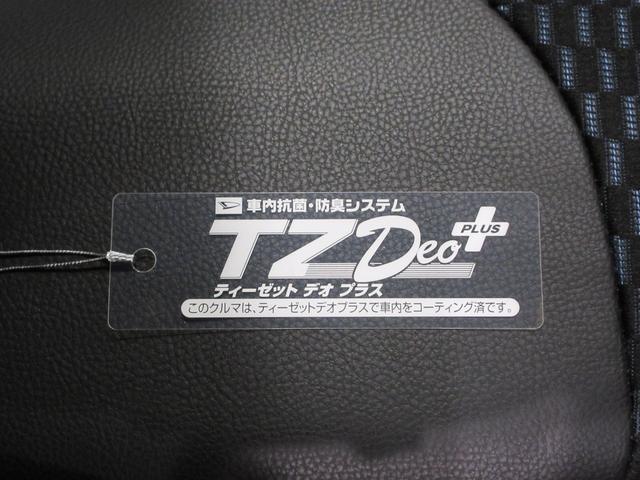 車内抗菌・防臭システム
TZ Deo PLUS
ティーゼット デオ プラス
このクルマは、ティーゼットデオプラスで車内をコーティング済です。